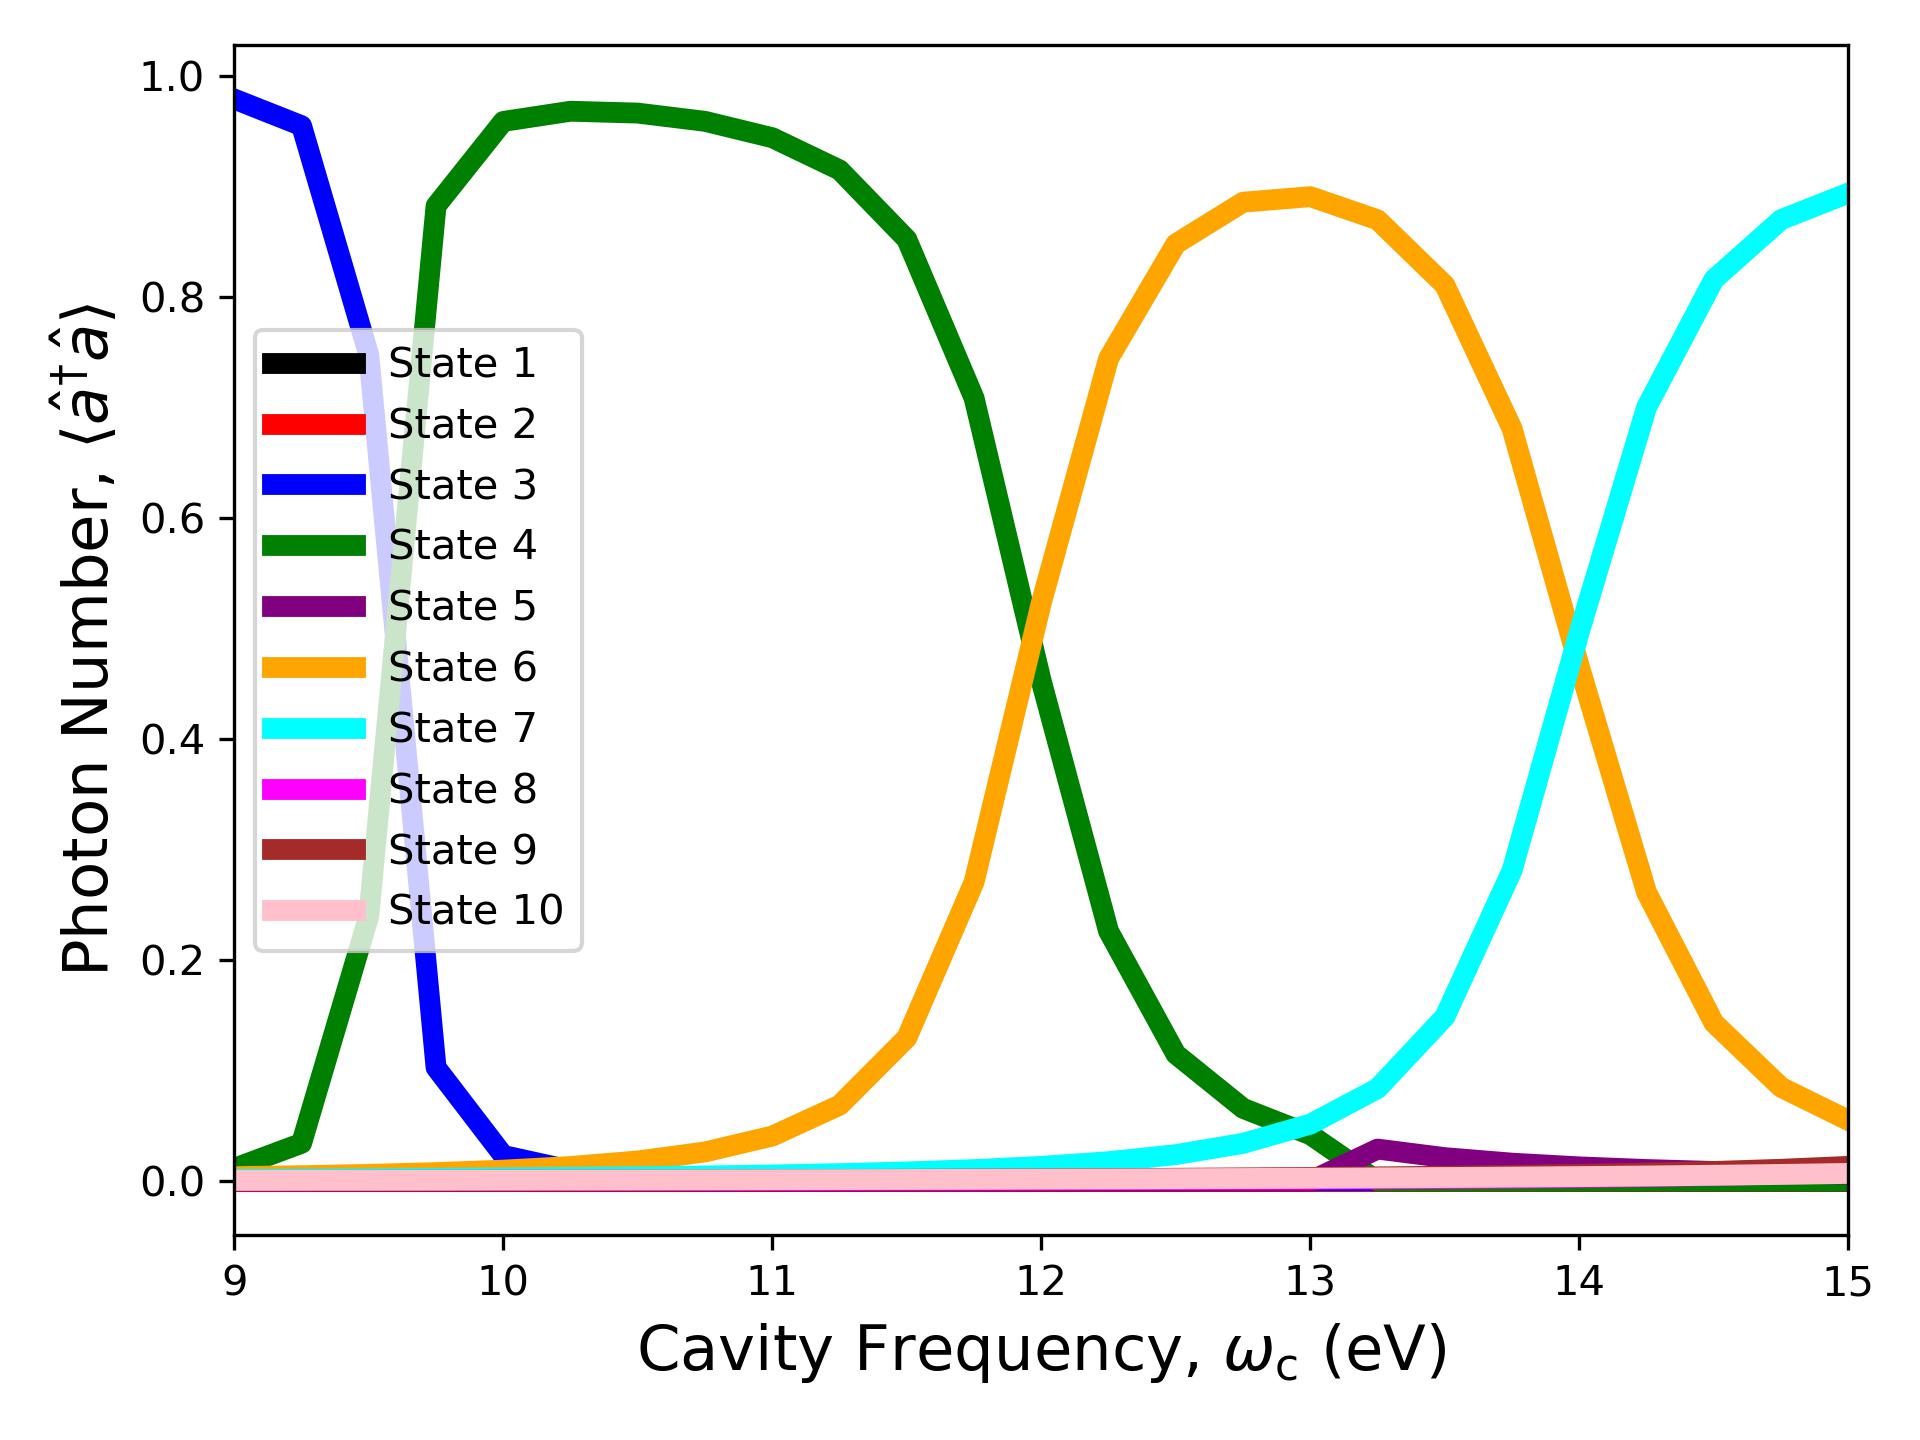 1.0
0.8
0.6
0.4
0.2
0.0
Photon Number, ⟨â†â⟩
State 1
State 2
State 3
State 4
State 5
State 6
State 7
State 8
State 9
State 10
9 10 11 12 13 14 15
Cavity Frequency, ωc (eV)